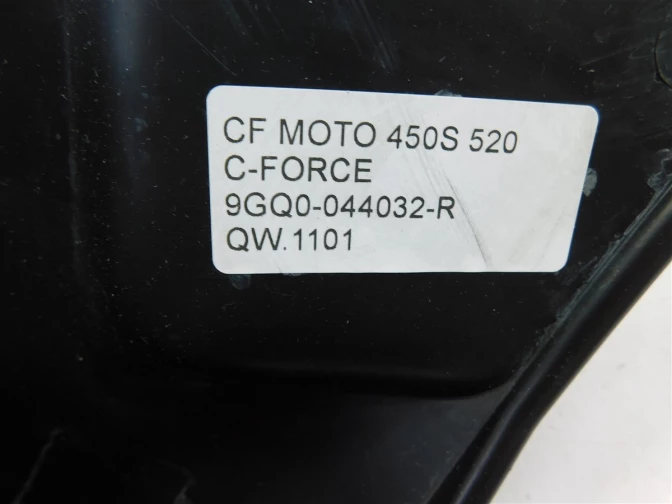 CF MOTO 450S 520
C-FORCE
9GQ0-044032-R
QW.1101